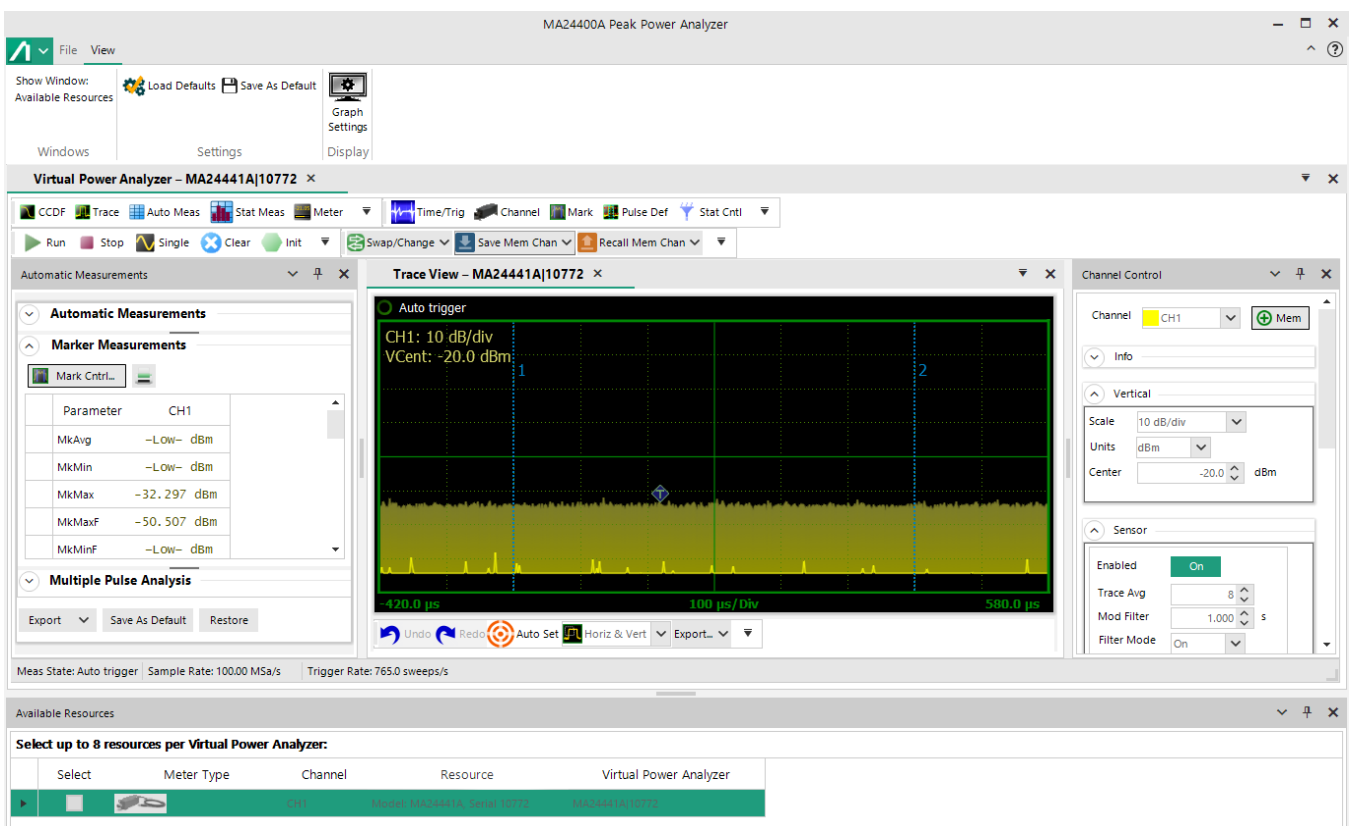 MA24400A Peak Power Analyzer
File View
Show Window:
Available Resources
Load Defaults Save As Default
Graph
Settings
Windows Settings Display
Virtual Power Analyzer – MA24441A|10772
CCDF Trace Auto Meas Stat Meas Meter Time/Trig Channel Mark Pulse Def Stat Cntl
Run Stop Single Clear Init Swap/Change Save Mem Chan Recall Mem Chan
Automatic Measurements
Automatic Measurements
Marker Measurements
Mark Cntrl...
Parameter CH1
MkAvg -Low- dBm
MkMin -Low- dBm
MkMax -32.297 dBm
MkMaxF -50.507 dBm
MkMinF -Low- dBm
Multiple Pulse Analysis
Export Save As Default Restore
Trace View – MA24441A|10772
Auto trigger
CH1: 10 dB/div
VCent: -20.0 dBm
1
2
T
-420.0 µs 100 µs/Div 580.0 µs
Undo Redo Auto Set Horiz & Vert Export...
Channel Control
Channel CH1 Mem
Info
Vertical
Scale 10 dB/div
Units dBm
Center -20.0 dBm
Sensor
Enabled On
Trace Avg 8
Mod Filter 1.000 s
Filter Mode On
Meas State: Auto trigger Sample Rate: 100.00 MSa/s Trigger Rate: 765.0 sweeps/s
Available Resources
Select up to 8 resources per Virtual Power Analyzer:
Select Meter Type Channel Resource Virtual Power Analyzer
CH1 Model: MA24441A, Serial 10772 MA24441A|10772